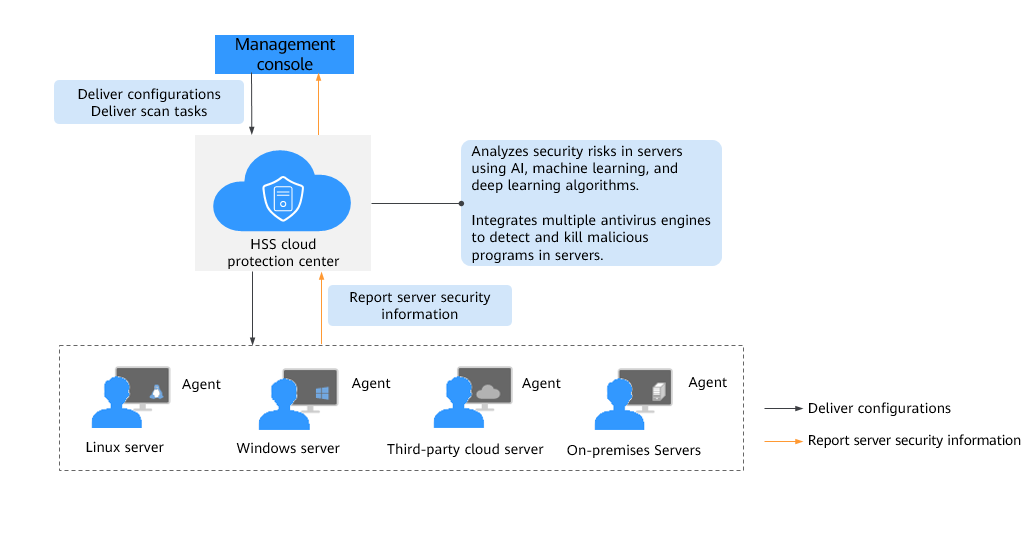 Management
console
Deliver configurations
Deliver scan tasks
Analyzes security risks in servers
using AI, machine learning, and
deep learning algorithms.
Integrates multiple antivirus engines
to detect and kill malicious
programs in servers.
HSS cloud
protection center
Report server security
information
Agent
Agent
Agent
Agent
Linux server
Windows server
Third-party cloud server
On-premises Servers
Deliver configurations
Report server security information